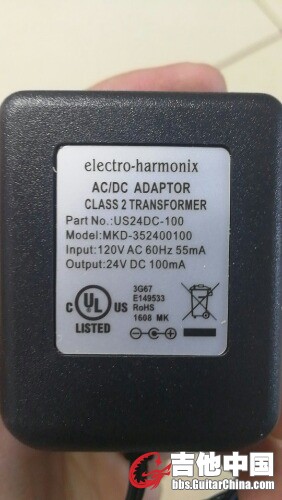 electro-harmonix
AC/DC ADAPTOR
CLASS 2 TRANSFORMER
Part No.:US24DC-100
Model:MKD-352400100
Input:120V AC 60Hz 55mA
Output:24V DC 100mA
C UL US
LISTED
3G67
E149533
RoHS
1608 MK
吉他中国
bbs.GuitarChina.com